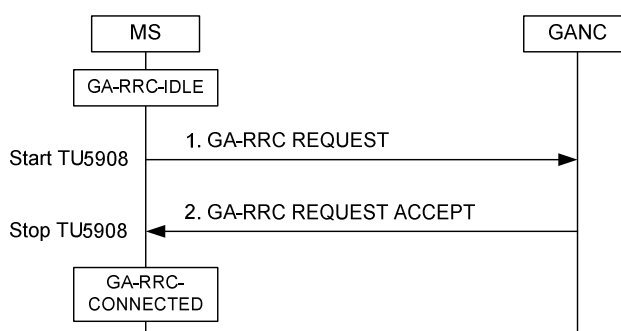 MS
GANC
GA-RRC-IDLE
1. GA-RRC REQUEST
Start TU5908
2. GA-RRC REQUEST ACCEPT
Stop TU5908
GA-RRC-
CONNECTED